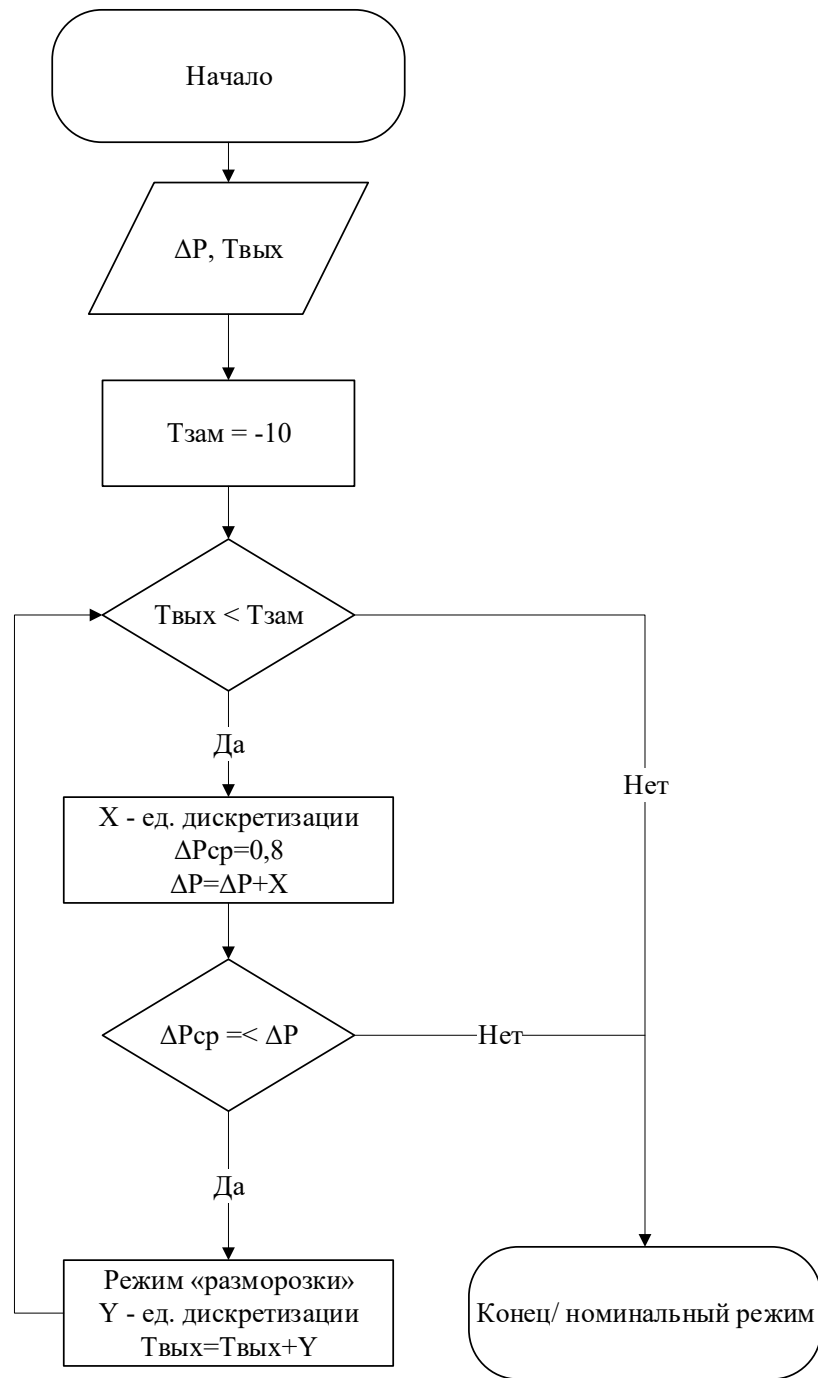 Начало
ΔP, Tвых
Tзам = -10
Tвых < Tзам
Да
Нет
X - ед. дискретизации
ΔPср=0,8
ΔP=ΔP+X
ΔPср =< ΔP
Нет
Да
Режим «разморозки»
Y - ед. дискретизации
Tвых=Tвых+Y
Конец/ номинальный режим